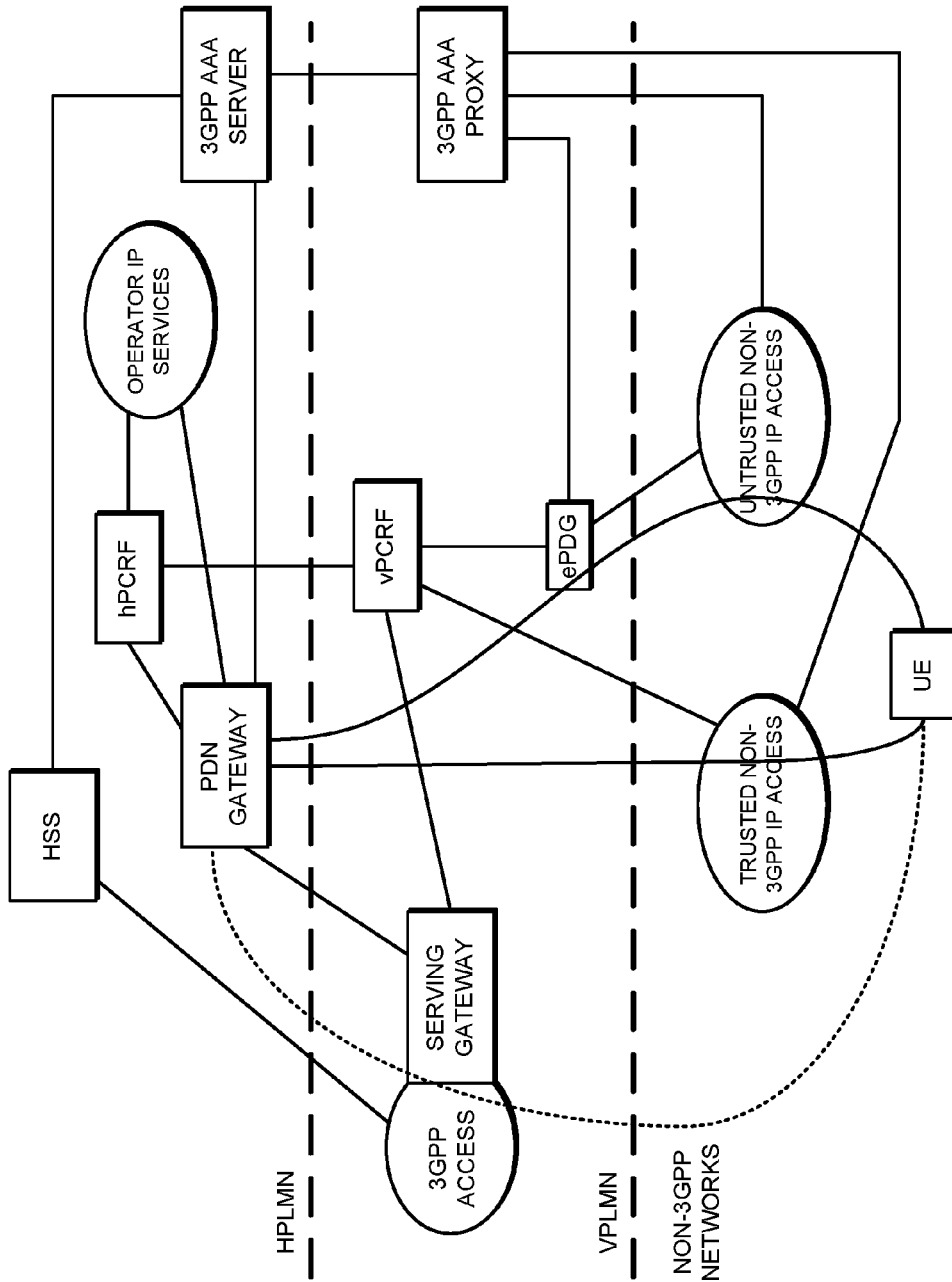 HSS
hPCRF
OPERATOR IP
SERVICES
PDN
GATEWAY
3GPP AAA
SERVER
HPLMN
3GPP
ACCESS
SERVING
GATEWAY
vPCRF
3GPP AAA
PROXY
ePDG
VPLMN
NON-3GPP
NETWORKS
TRUSTED NON-
3GPP IP ACCESS
UNTRUSTED NON-
3GPP IP ACCESS
UE